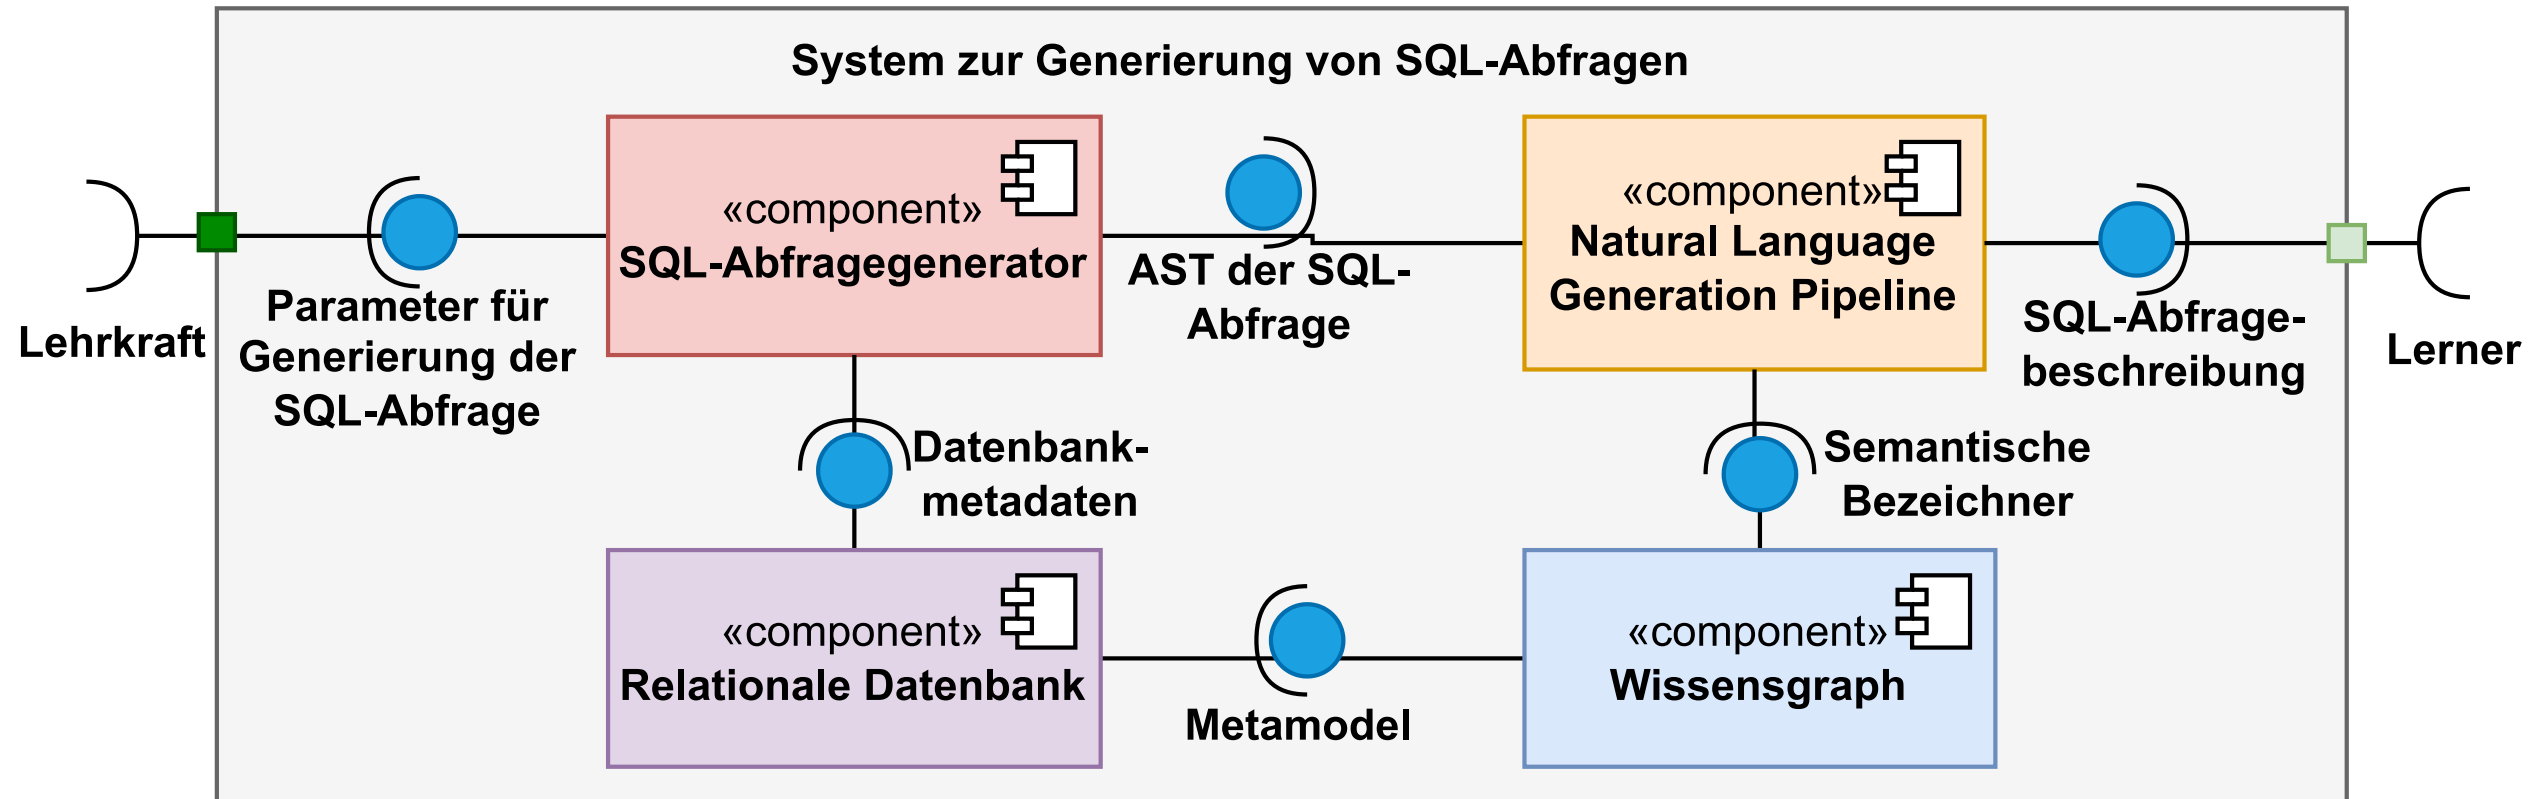 System zur Generierung von SQL-Abfragen
«component»
SQL-Abfragegenerator
«component»
Natural Language
Generation Pipeline
AST der SQL-
Abfrage
Lehrkraft
Parameter für
Generierung der
SQL-Abfrage
SQL-Abfrage-
beschreibung
Lerner
Datenbank-
metadaten
Semantische
Bezeichner
«component»
Relationale Datenbank
Metamodel
«component»
Wissensgraph